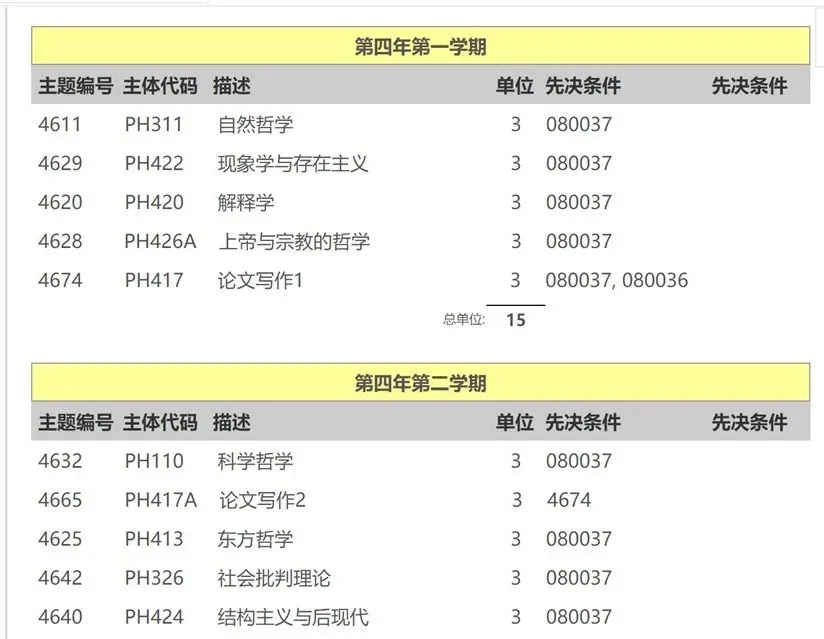 第四年第一学期
主题编号 主体代码 描述 单位 先决条件 先决条件
4611 PH311 自然哲学 3 080037
4629 PH422 现象学与存在主义 3 080037
4620 PH420 解释学 3 080037
4628 PH426A 上帝与宗教的哲学 3 080037
4674 PH417 论文写作1 3 080037, 080036
总单位: 15
第四年第二学期
主题编号 主体代码 描述 单位 先决条件 先决条件
4632 PH110 科学哲学 3 080037
4665 PH417A 论文写作2 3 4674
4625 PH413 东方哲学 3 080037
4642 PH326 社会批判理论 3 080037
4640 PH424 结构主义与后现代 3 080037